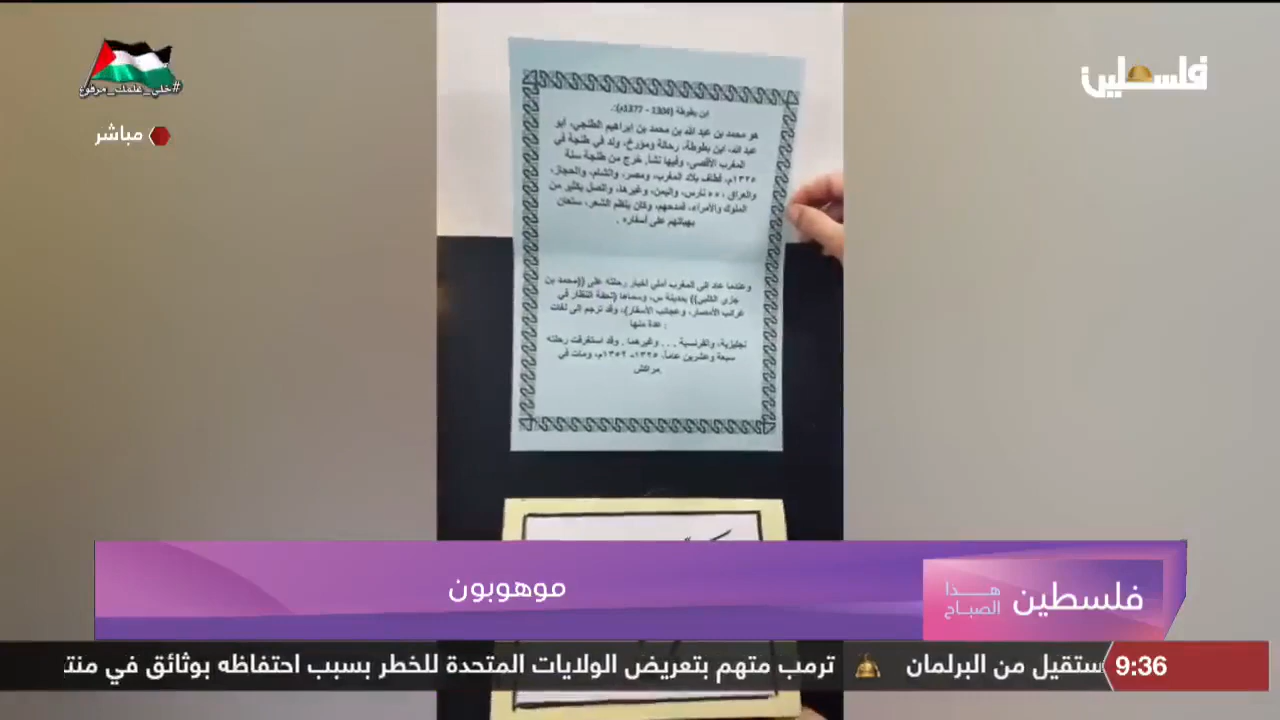 #خلي_علمك_مرفوع
فلسطين
مباشر
ابن بطوطة (1304 - 1377م):.
هو محمد بن عبد الله بن محمد بن إبراهيم الطنجي، أبو
عبد الله، ابن بطوطة، رحالة ومؤرخ، ولد في طنجة في
المغرب الأقصى، وفيها نشأ. خرج من طنجة سنة
١٣٢٥م، فطاف بلاد المغرب، ومصر، والشام، والحجاز،
والعراق ،٥٥ نارس، واليمن، وغيرها، واتصل بكثير من
الملوك والأمراء، فمدحهم، وكان ينظم الشعر، ستعان
بهباتهم على أسفاره .
وعندما عاد الى المغرب أملى أخبار رحلته على ((محمد بن
جازي الكلبي)) بمدينة س، وسماها (تحفة النظار في
غرائب الأمصار، وعجائب الأسفار)، وقد ترجم الى لغات
عدة منها :
نجليزية، والفرنسية . . . وغيرهما . وقد استغرقت رحلته
سبعة وعشرين عاماً، ١٣٢٥- ١٣٥٢م، ومات في
مراكش.
موهوبون
فلسطين هذا الصباح
9:36 ستقيل من البرلمان ترمب متهم بتعريض الولايات المتحدة للخطر بسبب احتفاظه بوثائق في منتـ